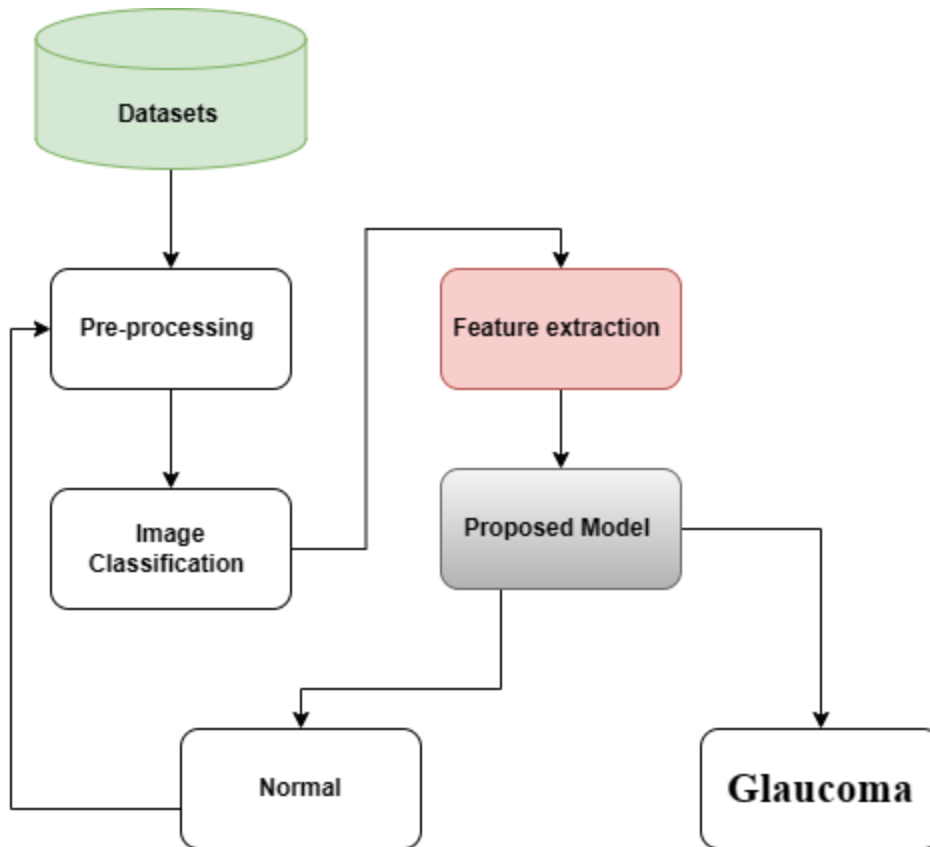 Datasets
Pre-processing
Feature extraction
Image
Classification
Proposed Model
Normal
Glaucoma